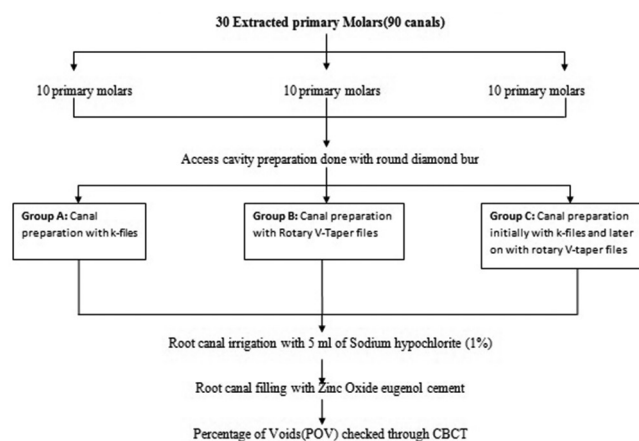 30 Extracted primary Molars(90 canals)
10 primary molars
10 primary molars
10 primary molars
Access cavity preparation done with round diamond bur
Group A: Canal
preparation with k-files
Group B: Canal preparation
with Rotary V-Taper files
Group C: Canal preparation
initially with k-files and later
on with rotary V-taper files
Root canal irrigation with 5 ml of Sodium hypochlorite (1%)
Root canal filling with Zinc Oxide eugenol cement
Percentage of Voids(POV) checked through CBCT